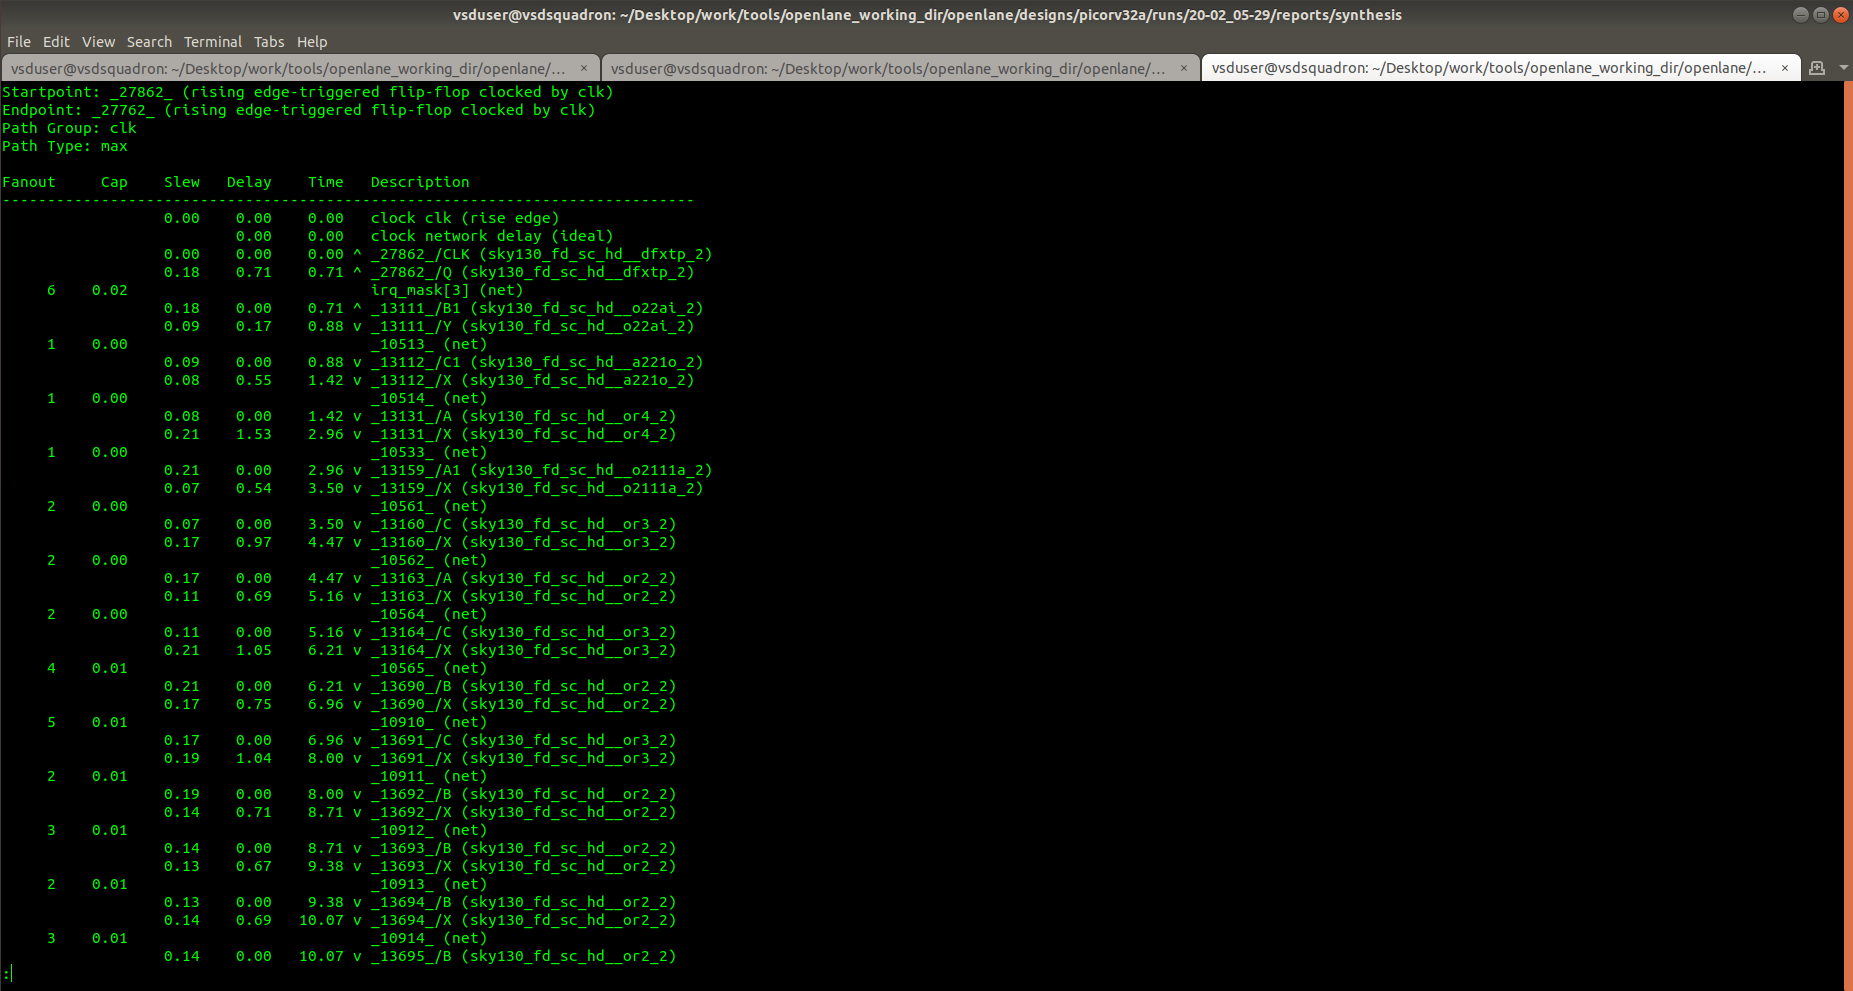 vsduser@vsdsquadron: ~/Desktop/work/tools/openlane_working_dir/openlane/designs/picorv32a/runs/20-02_05-29/reports/synthesis
File Edit View Search Terminal Tabs Help
vsduser@vsdsquadron: ~/Desktop/work/tools/openlane_working_dir/openlane/... × vsduser@vsdsquadron: ~/Desktop/work/tools/openlane_working_dir/openlane/... × vsduser@vsdsquadron: ~/Desktop/work/tools/openlane_working_dir/openlane/... ×
Startpoint: _27862_ (rising edge-triggered flip-flop clocked by clk)
Endpoint: _27762_ (rising edge-triggered flip-flop clocked by clk)
Path Group: clk
Path Type: max
Fanout     Cap    Slew   Delay    Time   Description
-----------------------------------------------------------------------------
                  0.00    0.00    0.00   clock clk (rise edge)
                          0.00    0.00   clock network delay (ideal)
                  0.00    0.00    0.00 ^ _27862_/CLK (sky130_fd_sc_hd__dfxtp_2)
                  0.18    0.71    0.71 ^ _27862_/Q (sky130_fd_sc_hd__dfxtp_2)
     6    0.02                           irq_mask[3] (net)
                  0.18    0.00    0.71 ^ _13111_/B1 (sky130_fd_sc_hd__o22ai_2)
                  0.09    0.17    0.88 v _13111_/Y (sky130_fd_sc_hd__o22ai_2)
     1    0.00                           _10513_ (net)
                  0.09    0.00    0.88 v _13112_/C1 (sky130_fd_sc_hd__a221o_2)
                  0.08    0.55    1.42 v _13112_/X (sky130_fd_sc_hd__a221o_2)
     1    0.00                           _10514_ (net)
                  0.08    0.00    1.42 v _13131_/A (sky130_fd_sc_hd__or4_2)
                  0.21    1.53    2.96 v _13131_/X (sky130_fd_sc_hd__or4_2)
     1    0.00                           _10533_ (net)
                  0.21    0.00    2.96 v _13159_/A1 (sky130_fd_sc_hd__o2111a_2)
                  0.07    0.54    3.50 v _13159_/X (sky130_fd_sc_hd__o2111a_2)
     2    0.00                           _10561_ (net)
                  0.07    0.00    3.50 v _13160_/C (sky130_fd_sc_hd__or3_2)
                  0.17    0.97    4.47 v _13160_/X (sky130_fd_sc_hd__or3_2)
     2    0.00                           _10562_ (net)
                  0.17    0.00    4.47 v _13163_/A (sky130_fd_sc_hd__or2_2)
                  0.11    0.69    5.16 v _13163_/X (sky130_fd_sc_hd__or2_2)
     2    0.00                           _10564_ (net)
                  0.11    0.00    5.16 v _13164_/C (sky130_fd_sc_hd__or3_2)
                  0.21    1.05    6.21 v _13164_/X (sky130_fd_sc_hd__or3_2)
     4    0.01                           _10565_ (net)
                  0.21    0.00    6.21 v _13690_/B (sky130_fd_sc_hd__or2_2)
                  0.17    0.75    6.96 v _13690_/X (sky130_fd_sc_hd__or2_2)
     5    0.01                           _10910_ (net)
                  0.17    0.00    6.96 v _13691_/C (sky130_fd_sc_hd__or3_2)
                  0.19    1.04    8.00 v _13691_/X (sky130_fd_sc_hd__or3_2)
     2    0.01                           _10911_ (net)
                  0.19    0.00    8.00 v _13692_/B (sky130_fd_sc_hd__or2_2)
                  0.14    0.71    8.71 v _13692_/X (sky130_fd_sc_hd__or2_2)
     3    0.01                           _10912_ (net)
                  0.14    0.00    8.71 v _13693_/B (sky130_fd_sc_hd__or2_2)
                  0.13    0.67    9.38 v _13693_/X (sky130_fd_sc_hd__or2_2)
     2    0.01                           _10913_ (net)
                  0.13    0.00    9.38 v _13694_/B (sky130_fd_sc_hd__or2_2)
                  0.14    0.69   10.07 v _13694_/X (sky130_fd_sc_hd__or2_2)
     3    0.01                           _10914_ (net)
                  0.14    0.00   10.07 v _13695_/B (sky130_fd_sc_hd__or2_2)
: